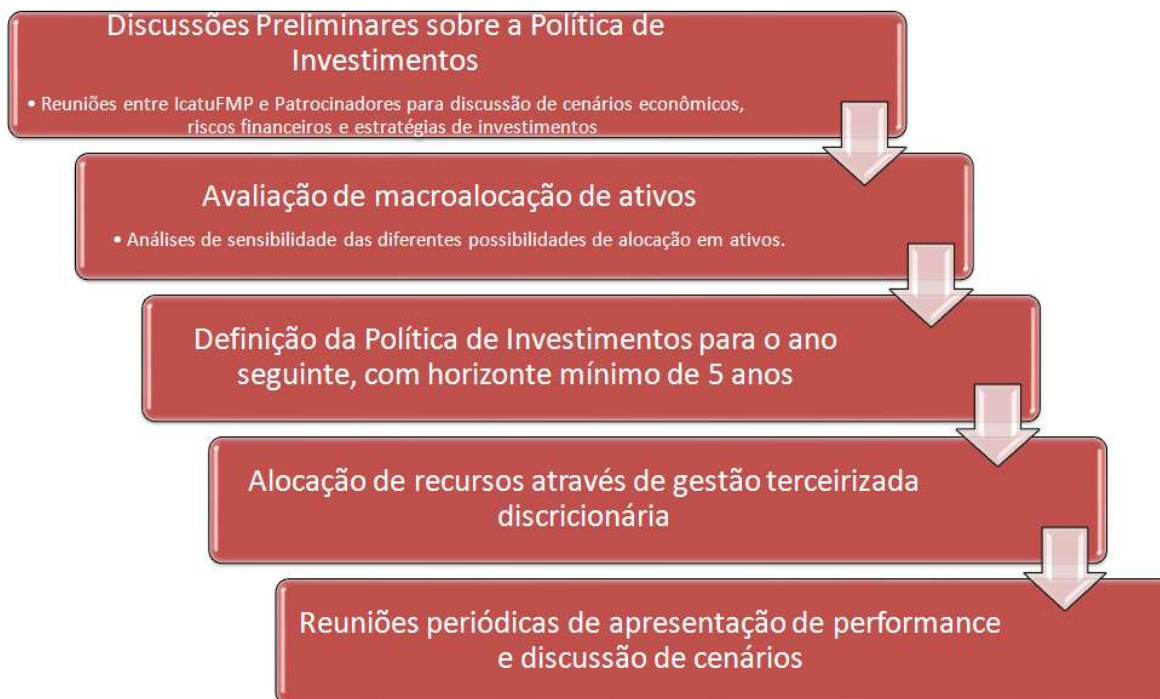 Discussões Preliminares sobre a Política de
Investimentos
• Reuniões entre IcatuFMP e Patrocinadores para discussão de cenários econômicos,
riscos financeiros e estratégias de investimentos
Avaliação de macroalocação de ativos
• Análises de sensibilidade das diferentes possibilidades de alocação em ativos.
Definição da Política de Investimentos para o ano
seguinte, com horizonte mínimo de 5 anos
Alocação de recursos através de gestão terceirizada
discricionária
Reuniões periódicas de apresentação de performance
e discussão de cenários